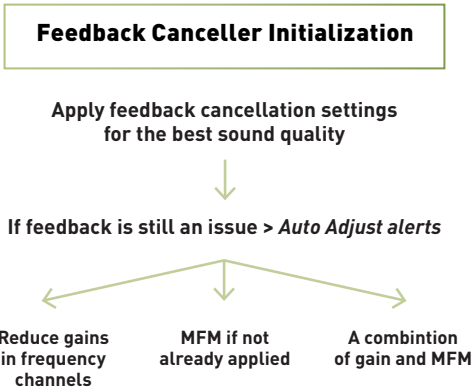 Feedback Canceller Initialization
Apply feedback cancellation settings
for the best sound quality
If feedback is still an issue > Auto Adjust alerts
Reduce gains
in frequency
channels
MFM if not
already applied
A combintion
of gain and MFM